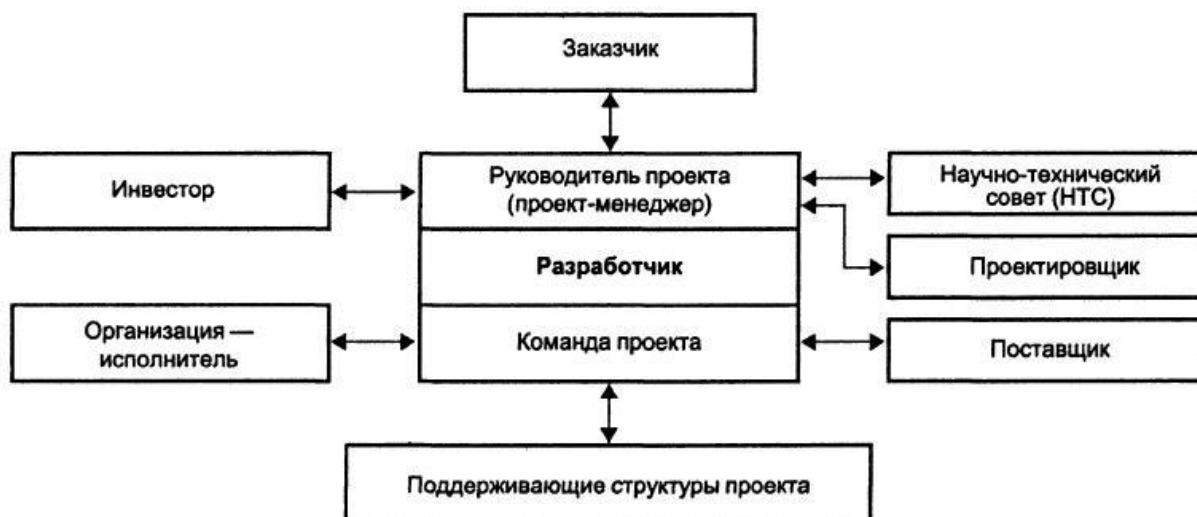 Заказчик
Инвестор
Руководитель проекта
(проект-менеджер)
Научно-технический
совет (НТС)
Разработчик
Проектировщик
Организация —
исполнитель
Команда проекта
Поставщик
Поддерживающие структуры проекта